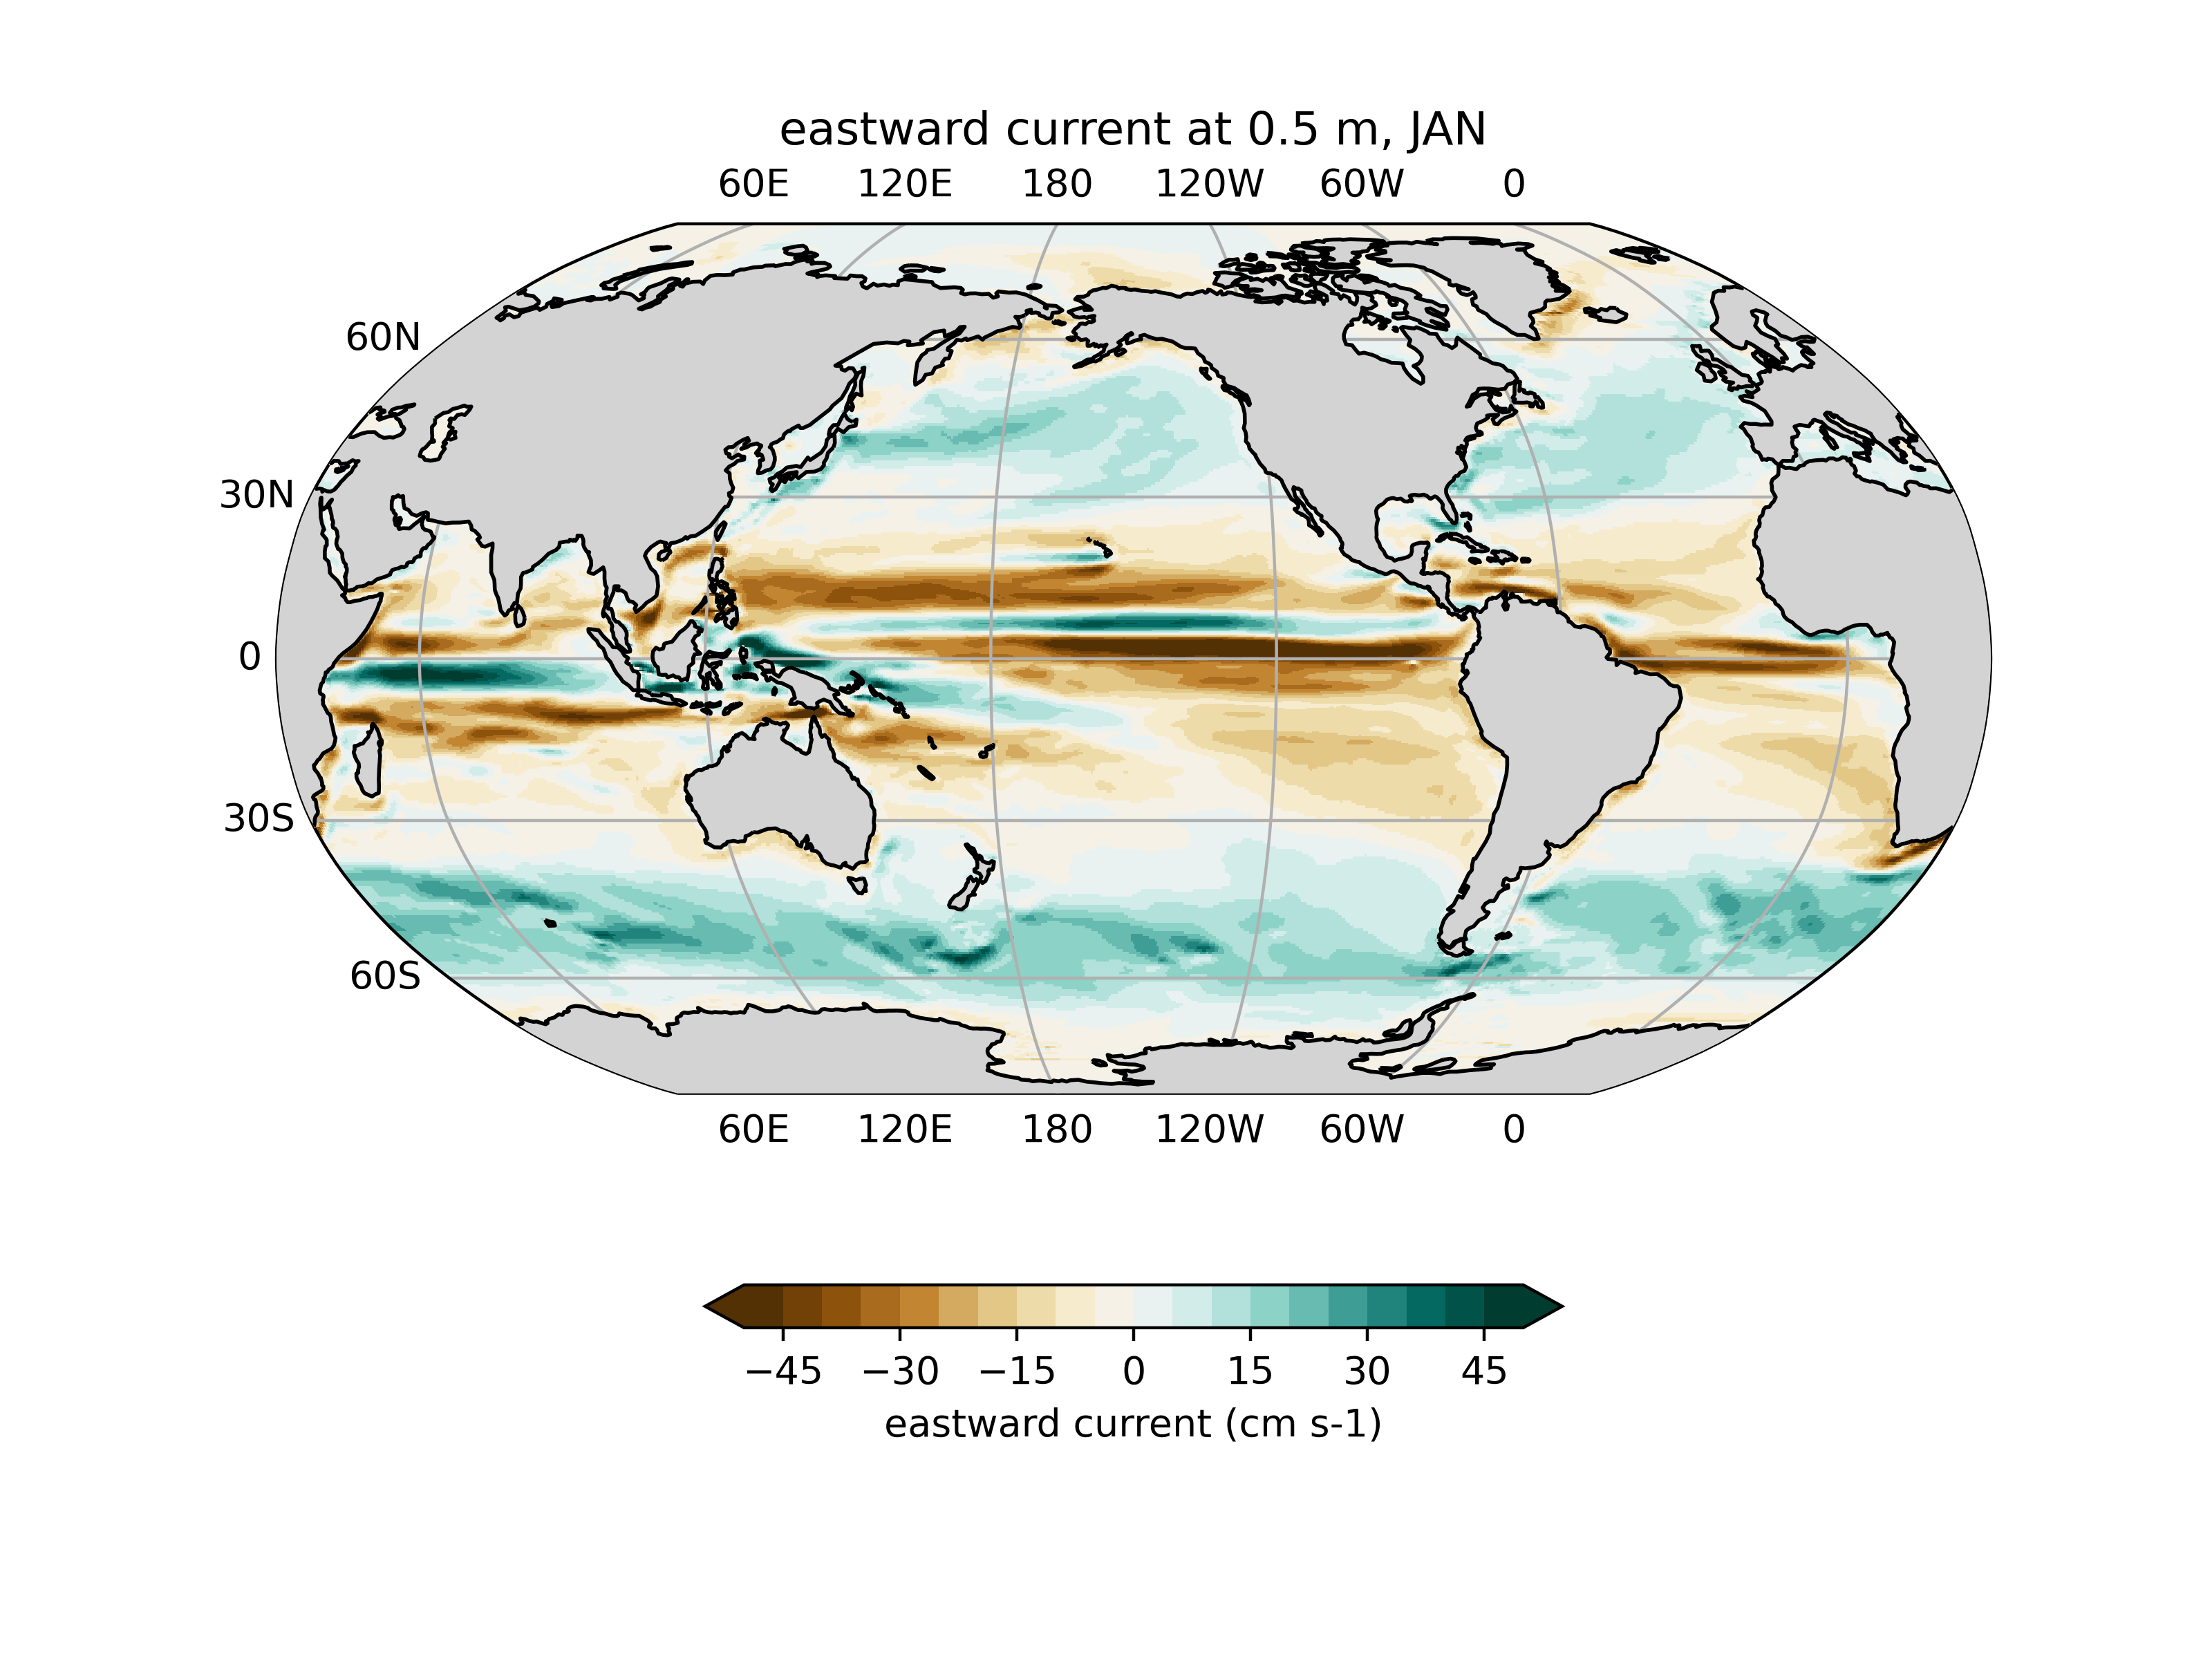 eastward current at 0.5 m, JAN
60E 120E 180 120W 60W 0
60N
30N
0
30S
60S
60E 120E 180 120W 60W 0
−45 −30 −15 0 15 30 45
eastward current (cm s-1)